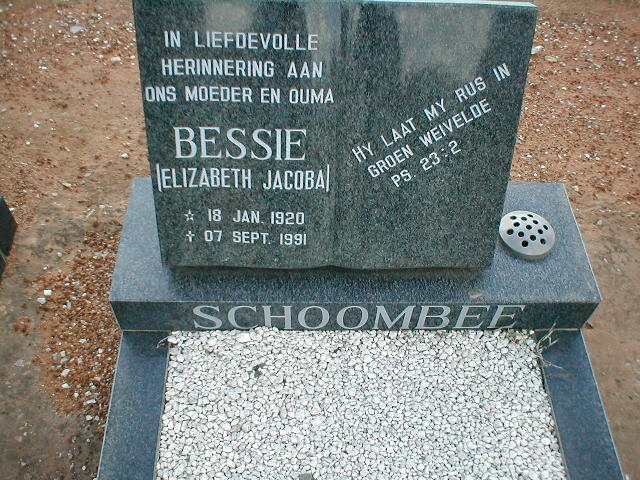 IN LIEFDEVOLLE
HERINNERING AAN
ONS MOEDER EN OUMA
BESSIE
[ELIZABETH JACOBA]
☆ 18 JAN. 1920
✝ 07 SEPT. 1991
HY LAAT MY RUS IN
GROEN WEIVELDE
PS 23:2
SCHOOMBEE